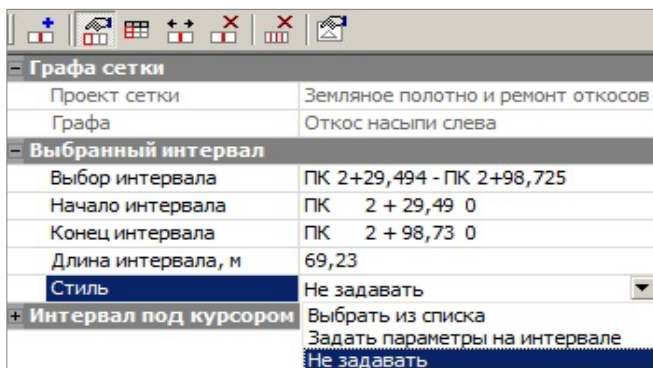 Графа сетки
Проект сетки Земляное полотно и ремонт откосов
Графа Откос насыпи слева
Выбранный интервал
Выбор интервала ПК 2+29,494 - ПК 2+98,725
Начало интервала ПК 2 + 29,49 0
Конец интервала ПК 2 + 98,73 0
Длина интервала, м 69,23
Стиль Не задавать
Интервал под курсором Выбрать из списка
Задать параметры на интервале
Не задавать